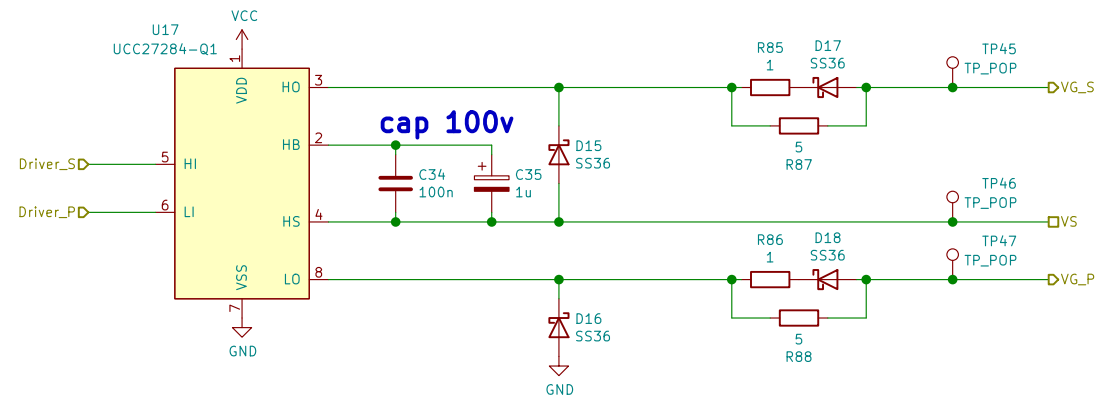 VCC
U17
UCC27284-Q1
1
VDD
HO
3
R85
1
D17
SS36
TP45
TP_POP
VG_S
cap 100v
HB
2
R87
5
D15
SS36
+
C34
100n
C35
1u
Driver_S
5
HI
Driver_P
6
LI
HS
4
TP46
TP_POP
VS
R86
1
D18
SS36
TP47
TP_POP
VSS
LO
8
VG_P
7
GND
D16
SS36
5
R88
GND